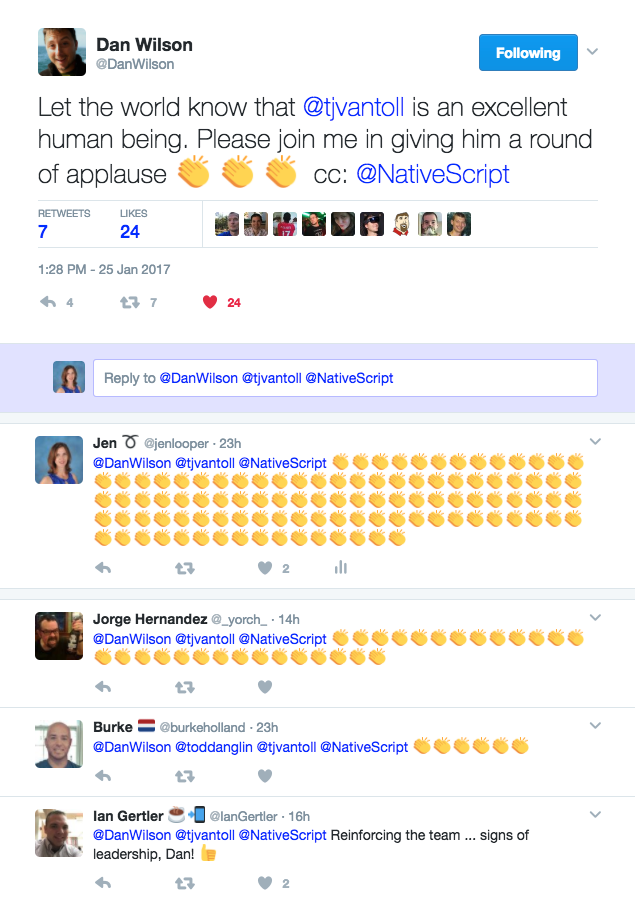 Dan Wilson
@DanWilson
Following
Let the world know that @tjvantoll is an excellent
human being. Please join me in giving him a round
of applause 👏 👏 👏 cc: @NativeScript
RETWEETS LIKES
7 24
1:28 PM - 25 Jan 2017
4 7 24
Reply to @DanWilson @tjvantoll @NativeScript
Jen ➰ @jenlooper · 23h
@DanWilson @tjvantoll @NativeScript 👏👏👏👏👏👏👏👏👏👏👏👏👏
👏👏👏👏👏👏👏👏👏👏👏👏👏👏👏👏👏👏👏👏👏👏👏👏👏
👏👏👏👏👏👏👏👏👏👏👏👏👏👏👏👏👏👏👏👏👏👏👏👏👏
👏👏👏👏👏👏👏👏👏👏👏👏👏👏👏👏👏👏👏👏👏👏👏👏👏
👏👏👏👏👏👏👏👏👏👏👏👏👏👏👏👏
2
Jorge Hernandez @_yorch_ · 14h
@DanWilson @tjvantoll @NativeScript 👏👏👏👏👏👏👏👏👏👏👏👏👏
👏👏👏👏👏👏👏👏👏👏👏👏👏👏👏
Burke 🇳🇱 @burkeholland · 23h
@DanWilson @toddanglin @tjvantoll @NativeScript 👏👏👏👏👏👏
Ian Gertler ☕📲 @IanGertler · 16h
@DanWilson @tjvantoll @NativeScript Reinforcing the team ... signs of
leadership, Dan! 👍
2